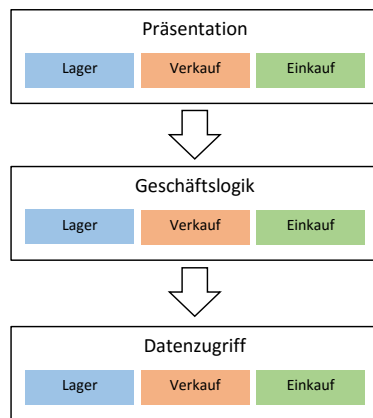 Präsentation
Lager Verkauf Einkauf
Geschäftslogik
Lager Verkauf Einkauf
Datenzugriff
Lager Verkauf Einkauf